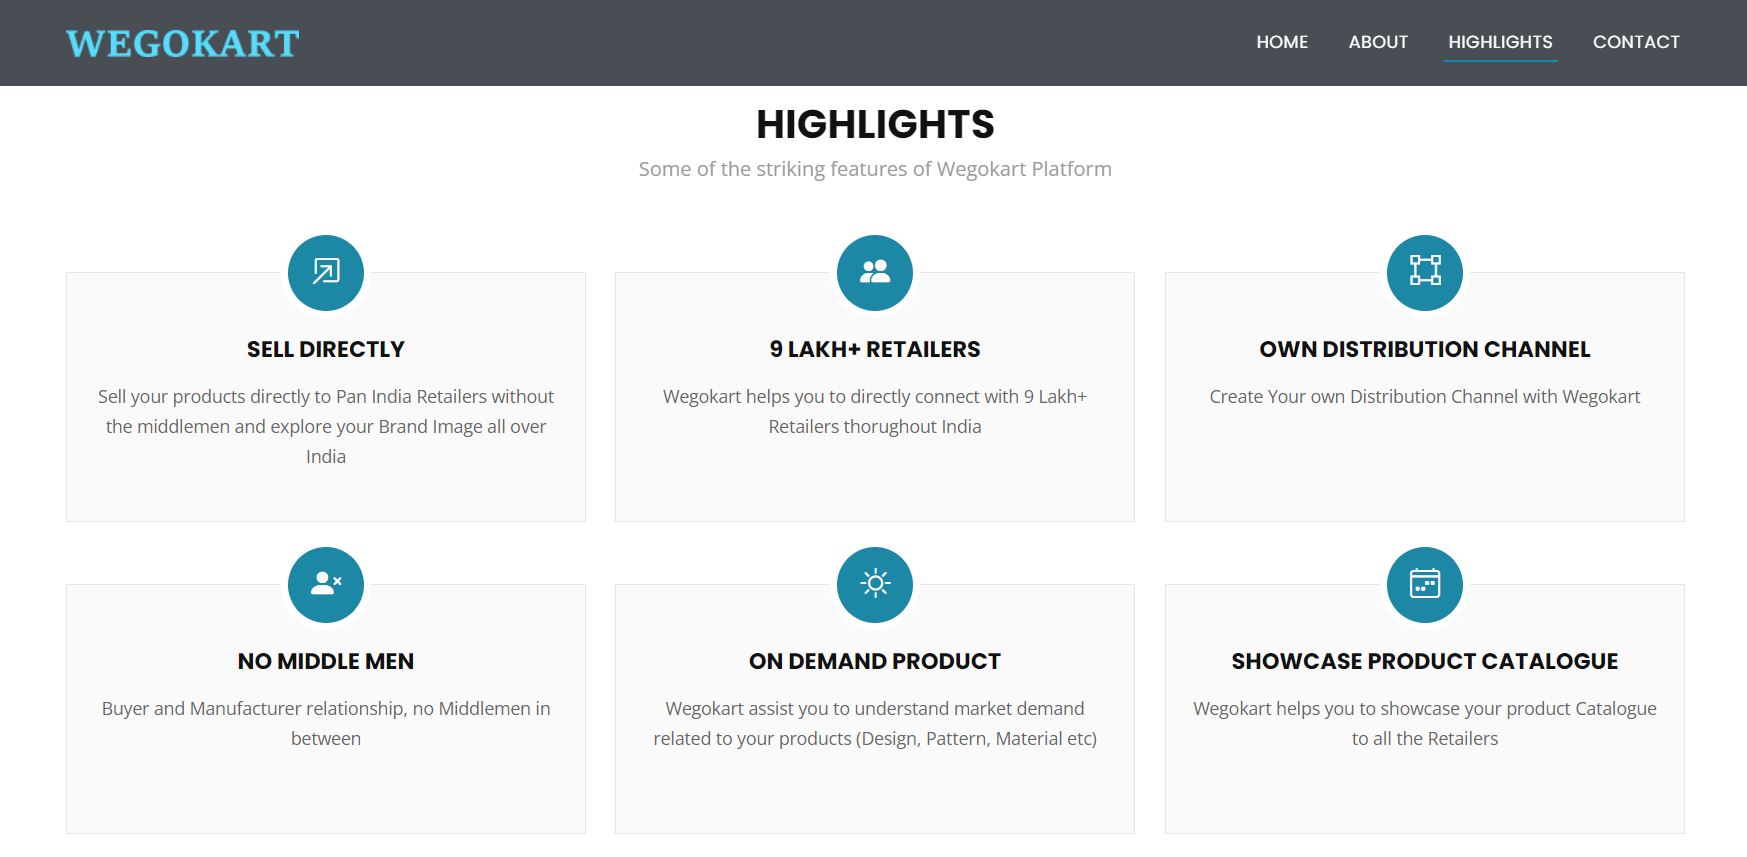 WEGOKART
HOME
ABOUT
HIGHLIGHTS
CONTACT
HIGHLIGHTS
Some of the striking features of Wegokart Platform
SELL DIRECTLY
Sell your products directly to Pan India Retailers without
the middlemen and explore your Brand Image all over
India
9 LAKH+ RETAILERS
Wegokart helps you to directly connect with 9 Lakh+
Retailers thorughout India
OWN DISTRIBUTION CHANNEL
Create Your own Distribution Channel with Wegokart
NO MIDDLE MEN
Buyer and Manufacturer relationship, no Middlemen in
between
ON DEMAND PRODUCT
Wegokart assist you to understand market demand
related to your products (Design, Pattern, Material etc)
SHOWCASE PRODUCT CATALOGUE
Wegokart helps you to showcase your product Catalogue
to all the Retailers